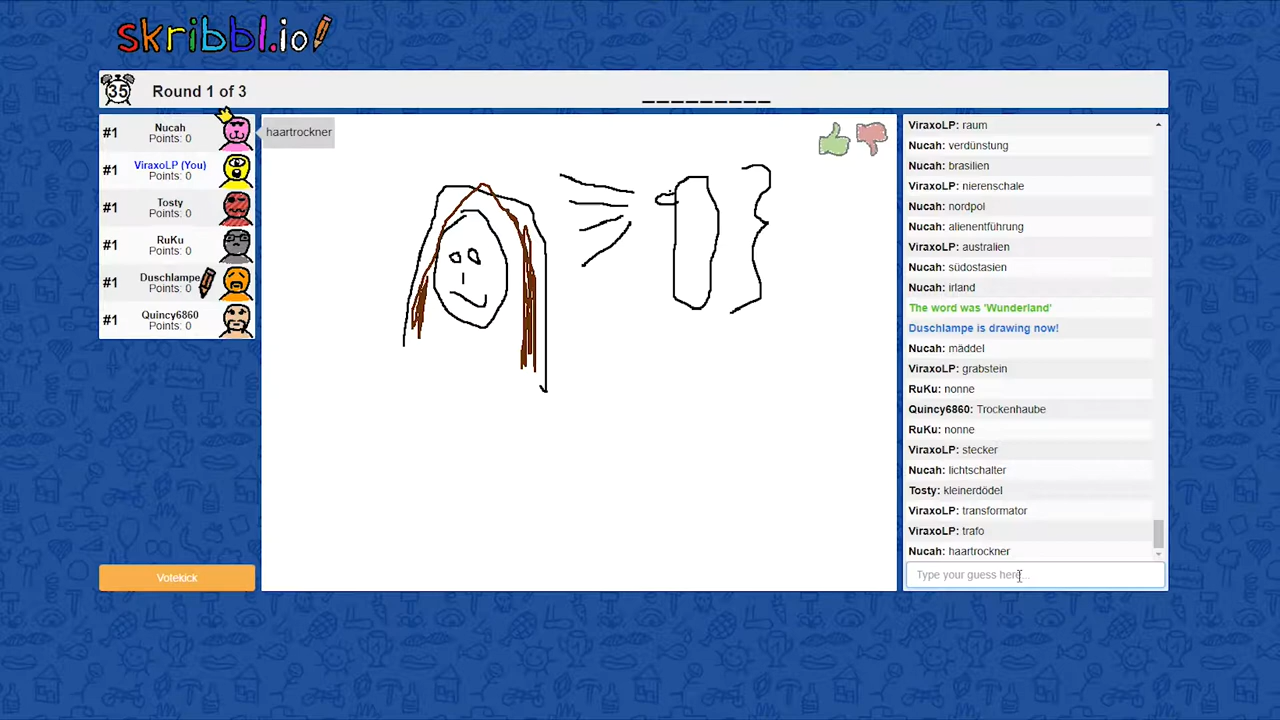 skribbl.io!
35
Round 1 of 3
_________
#1 Nucah
Points: 0
#1 ViraxoLP (You)
Points: 0
#1 Tosty
Points: 0
#1 RuKu
Points: 0
#1 Duschlampe
Points: 0
#1 Quincy6860
Points: 0
Votekick
haartrockner
ViraxoLP: raum
Nucah: verdünstung
Nucah: brasilien
ViraxoLP: nierenschale
Nucah: nordpol
Nucah: alienentführung
ViraxoLP: australien
Nucah: südostasien
Nucah: irland
The word was 'Wunderland'
Duschlampe is drawing now!
Nucah: mäddel
ViraxoLP: grabstein
RuKu: nonne
Quincy6860: Trockenhaube
RuKu: nonne
ViraxoLP: stecker
Nucah: lichtschalter
Tosty: kleinerdödel
ViraxoLP: transformator
ViraxoLP: trafo
Nucah: haartrockner
Type your guess here...